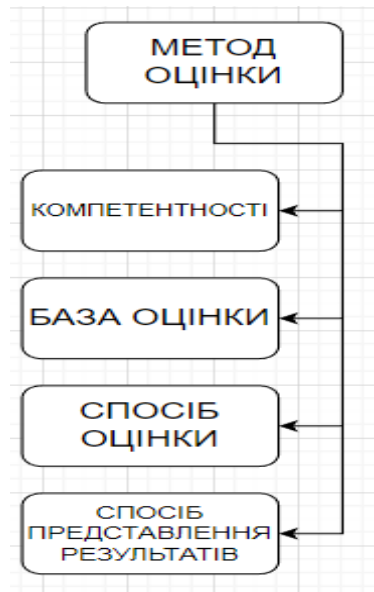 МЕТОД
ОЦІНКИ
КОМПЕТЕНТНОСТІ
БАЗА ОЦІНКИ
СПОСІБ
ОЦІНКИ
СПОСІБ
ПРЕДСТАВЛЕННЯ
РЕЗУЛЬТАТІВ